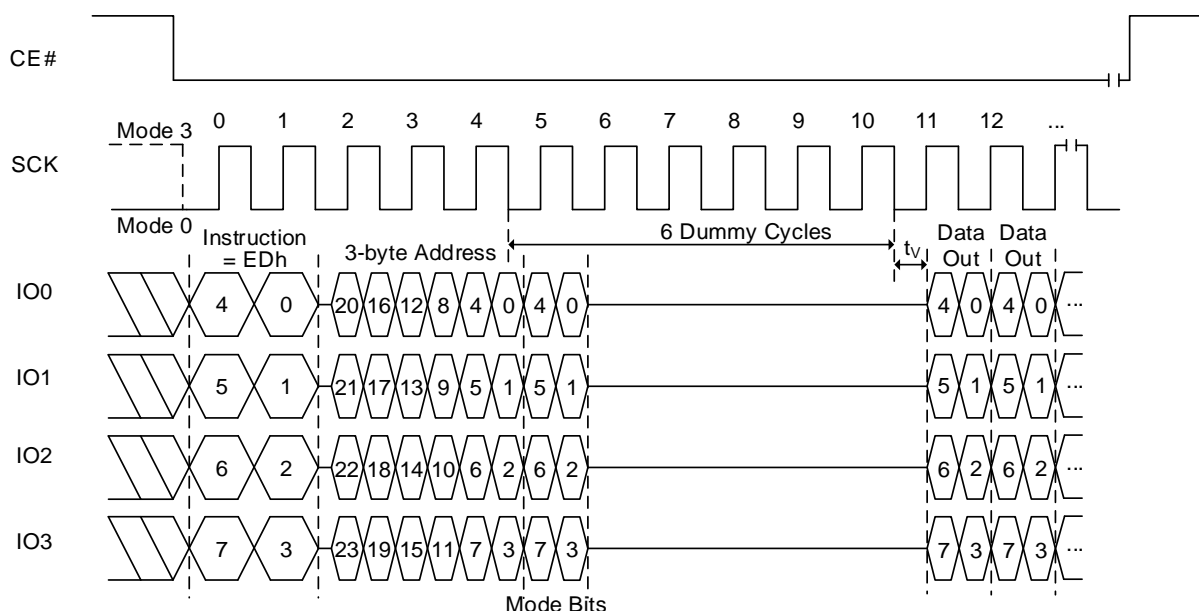 CE#
0 1 2 3 4 5 6 7 8 9 10 11 12 ...
Mode 3
SCK
Mode 0
Instruction = EDh
3-byte Address
6 Dummy Cycles
tV
Data Out
Data Out
IO0 4 0 20 16 12 8 4 0 4 0 4 0 4 0 ...
IO1 5 1 21 17 13 9 5 1 5 1 5 1 5 1 ...
IO2 6 2 22 18 14 10 6 2 6 2 6 2 6 2 ...
IO3 7 3 23 19 15 11 7 3 7 3 7 3 7 3 ...
Mode Bits